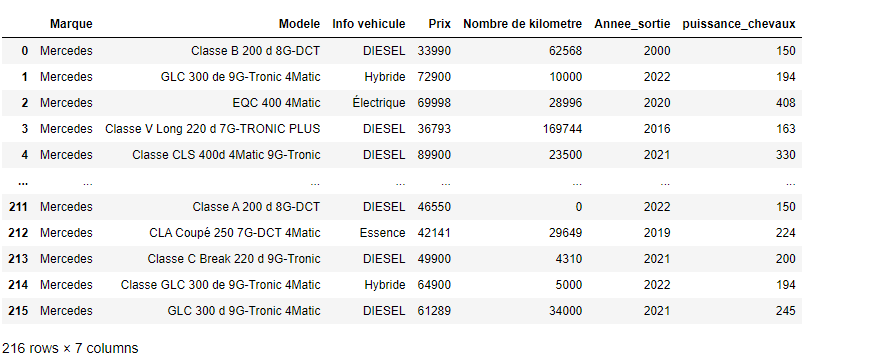 Marque Modele Info vehicule Prix Nombre de kilometre Annee_sortie puissance_chevaux
0 Mercedes Classe B 200 d 8G-DCT DIESEL 33990 62568 2000 150
1 Mercedes GLC 300 de 9G-Tronic 4Matic Hybride 72900 10000 2022 194
2 Mercedes EQC 400 4Matic Électrique 69998 28996 2020 408
3 Mercedes Classe V Long 220 d 7G-TRONIC PLUS DIESEL 36793 169744 2016 163
4 Mercedes Classe CLS 400d 4Matic 9G-Tronic DIESEL 89900 23500 2021 330
... ... ... ... ... ... ... ...
211 Mercedes Classe A 200 d 8G-DCT DIESEL 46550 0 2022 150
212 Mercedes CLA Coupé 250 7G-DCT 4Matic Essence 42141 29649 2019 224
213 Mercedes Classe C Break 220 d 9G-Tronic DIESEL 49900 4310 2021 200
214 Mercedes Classe GLC 300 de 9G-Tronic 4Matic Hybride 64900 5000 2022 194
215 Mercedes GLC 300 d 9G-Tronic 4Matic DIESEL 61289 34000 2021 245
216 rows × 7 columns